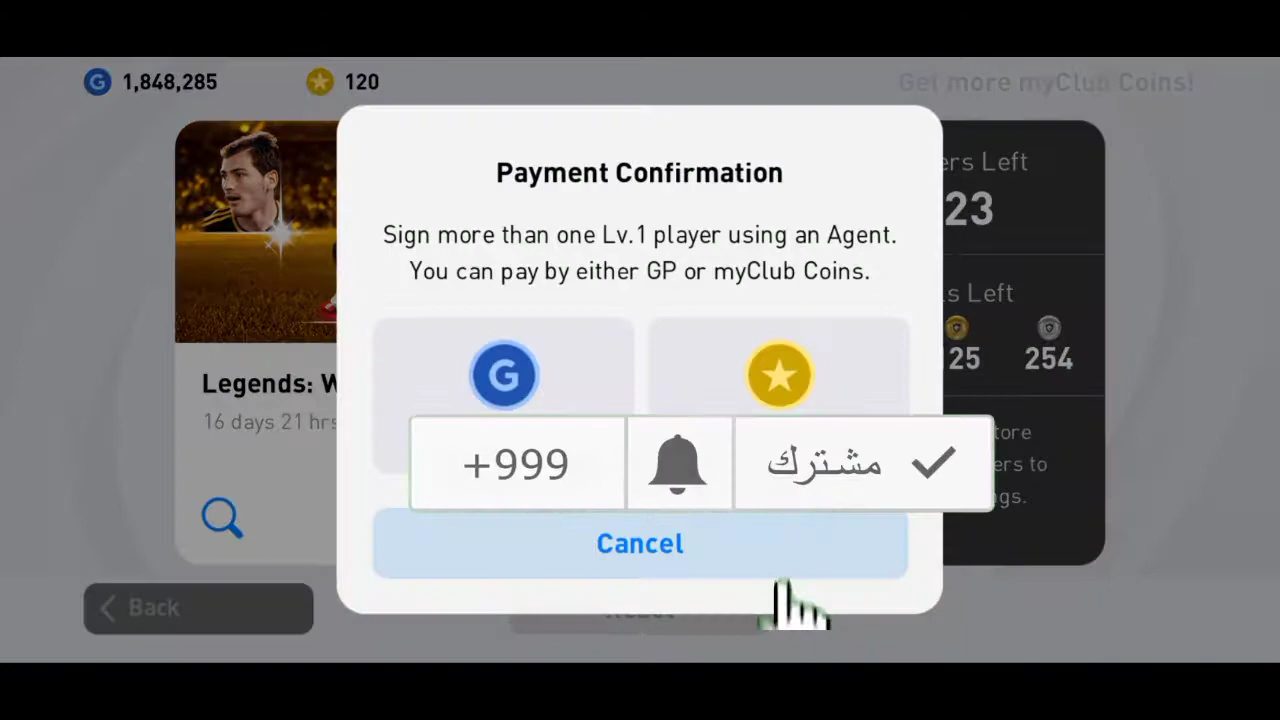 1,848,285
120
Get more myClub Coins!
Payment Confirmation
Sign more than one Lv.1 player using an Agent.
You can pay by either GP or myClub Coins.
ers Left
23
s Left
25
254
Legends: W
16 days 21 hrs
+999
مشترك
tore
ers to
ngs.
Cancel
Back